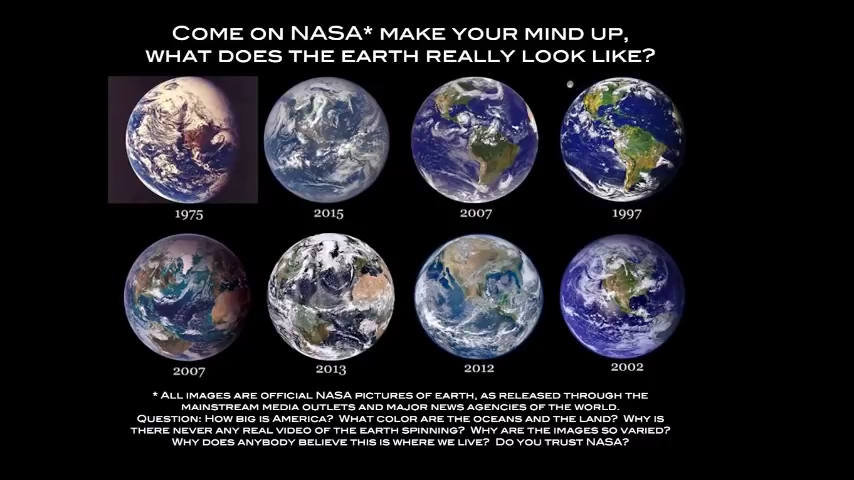 COME ON NASA* MAKE YOUR MIND UP,
WHAT DOES THE EARTH REALLY LOOK LIKE?
1975
2015
2007
1997
2007
2013
2012
2002
* ALL IMAGES ARE OFFICIAL NASA PICTURES OF EARTH, AS RELEASED THROUGH THE
MAINSTREAM MEDIA OUTLETS AND MAJOR NEWS AGENCIES OF THE WORLD.
QUESTION: HOW BIG IS AMERICA? WHAT COLOR ARE THE OCEANS AND THE LAND? WHY IS
THERE NEVER ANY REAL VIDEO OF THE EARTH SPINNING? WHY ARE THE IMAGES SO VARIED?
WHY DOES ANYBODY BELIEVE THIS IS WHERE WE LIVE? DO YOU TRUST NASA?